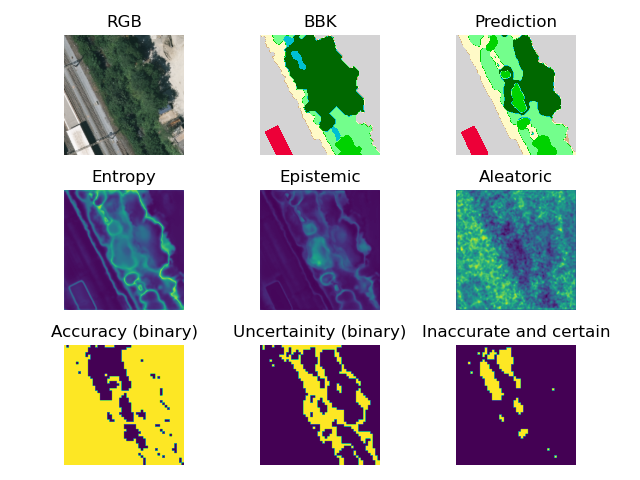 RGB
BBK
Prediction
Entropy
Epistemic
Aleatoric
Accuracy (binary)
Uncertainity (binary)
Inaccurate and certain